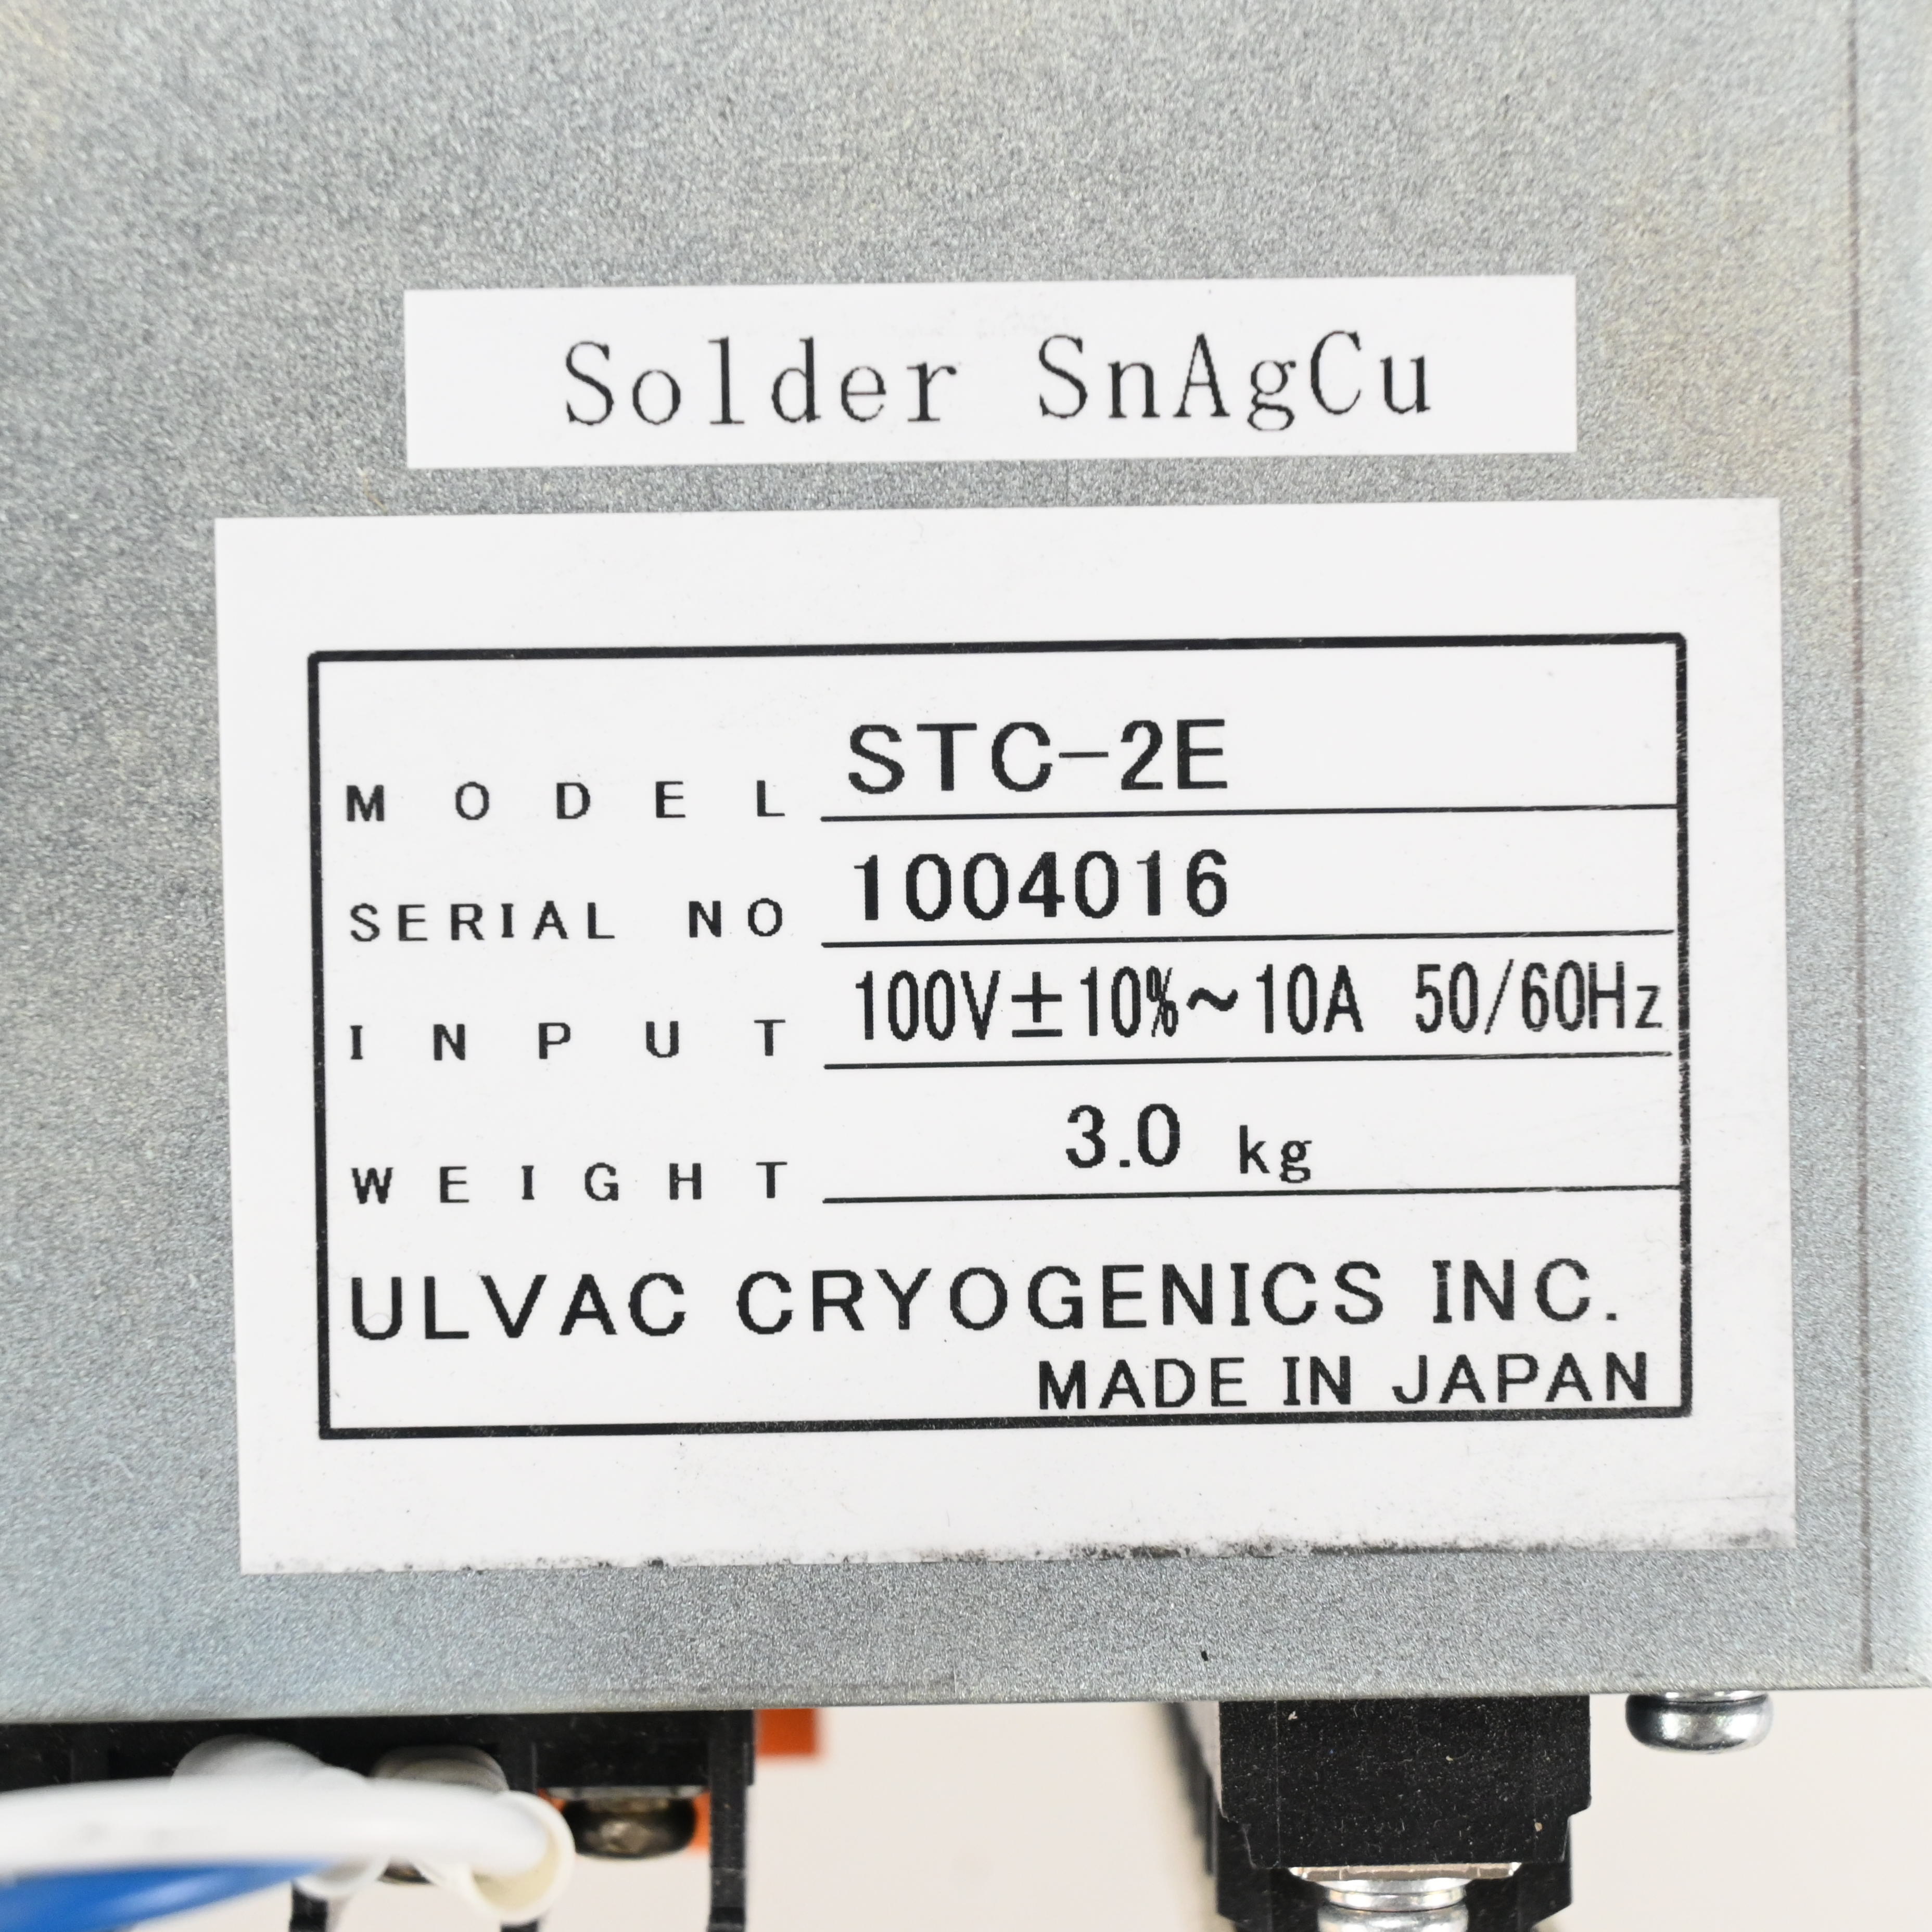 Solder SnAgCu
MODEL STC-2E
SERIAL NO 1004016
INPUT 100V±10%~10A 50/60Hz
WEIGHT 3.0 kg
ULVAC CRYOGENICS INC.
MADE IN JAPAN